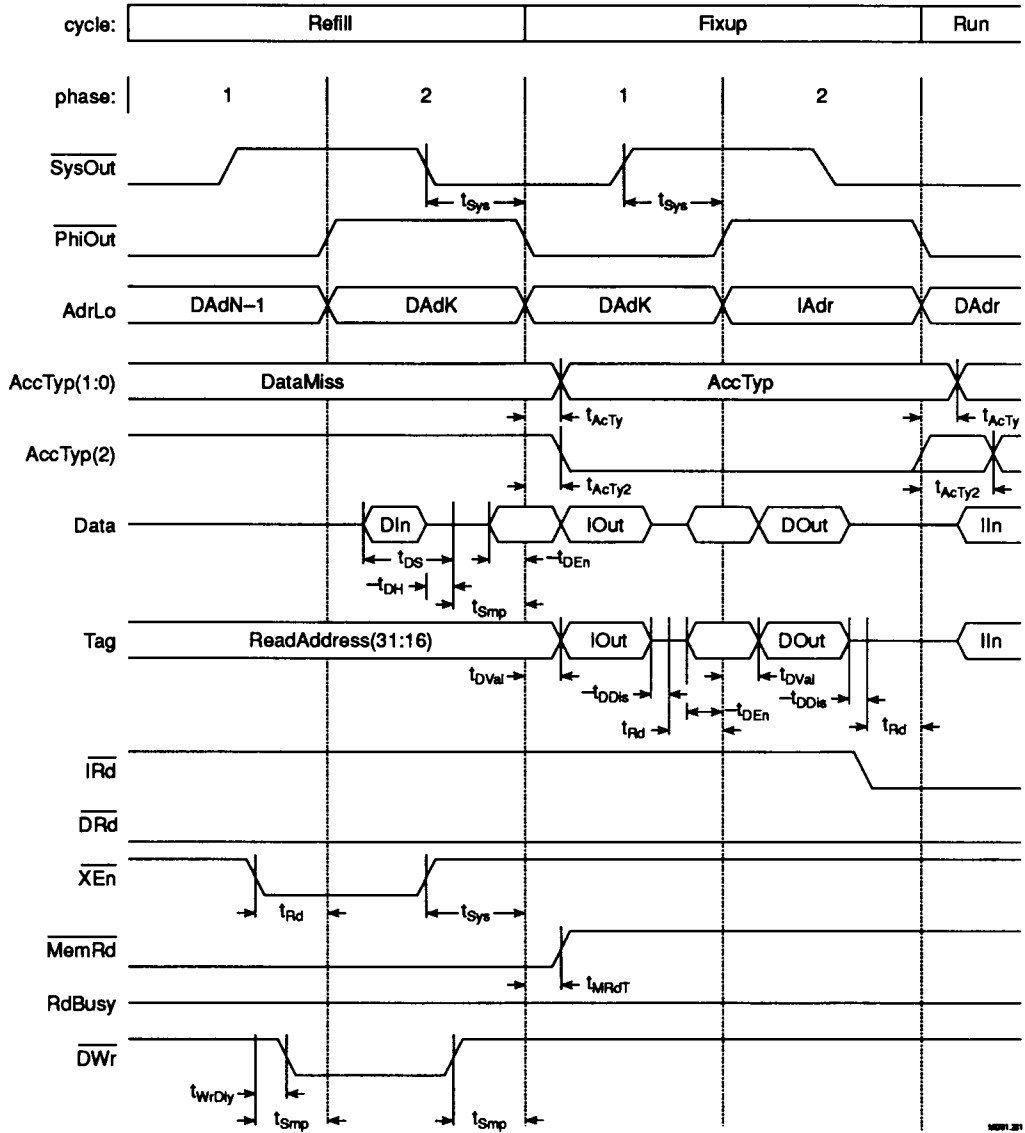 cycle: Refill Fixup Run
phase: 1 2 1 2
SysOut
tSys tSys
PhiOut
AdrLo DAdN–1 DAdK DAdK IAdr DAdr
AccTyp(1:0) DataMiss AccTyp
tAcTy tAcTy
AccTyp(2)
tAcTy2 tAcTy2
Data DIn IOut DOut IIn
tDS –tDEn
–tDH
tSmp
Tag ReadAddress(31:16) IOut DOut IIn
tDVal tDVal
–tDDis –tDDis
–tDEn
tRd tRd
IRd
DRd
XEn
tRd tSys
MemRd
tMRdT
RdBusy
DWr
tWrDly
tSmp tSmp